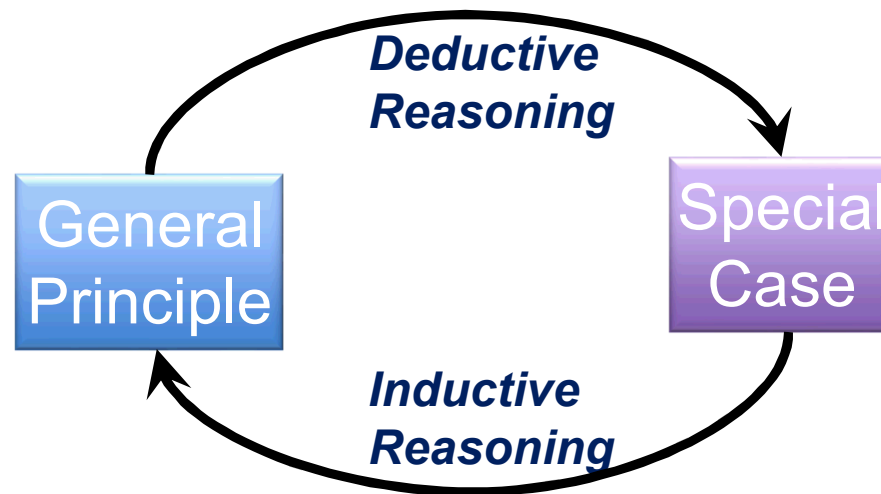 Deductive
Reasoning
General
Principle
Special
Case
Inductive
Reasoning